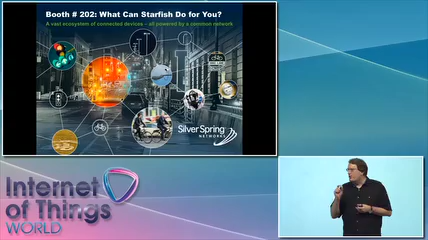 Booth # 202: What Can Starfish Do for You?
A vast ecosystem of connected devices – all powered by a common network
Silver Spring
NETWORKS
Internet
of Things
WORLD